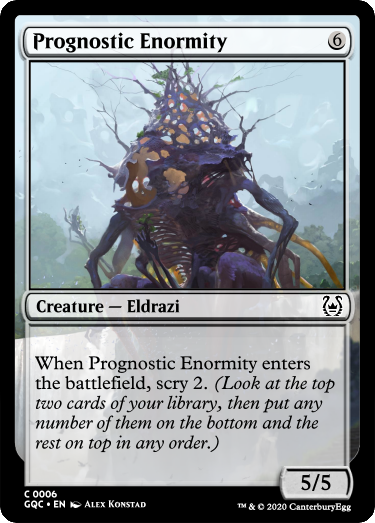 Prognostic Enormity 6
Creature — Eldrazi
When Prognostic Enormity enters
the battlefield, scry 2. (Look at the top
two cards of your library, then put any
number of them on the bottom and the
rest on top in any order.)
5/5
C 0006
GQC • EN Alex Konstad
™ & © 2020 CanterburyEgg